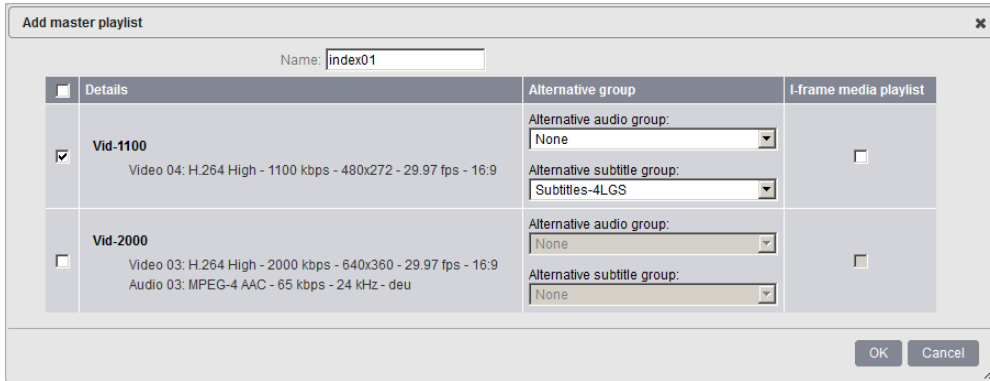 Add master playlist
Name: index01
Details Alternative group I-frame media playlist
Alternative audio group:
None
Vid-1100
Video 04: H.264 High - 1100 kbps - 480x272 - 29.97 fps - 16:9
Alternative subtitle group:
Subtitles-4LGS
Alternative audio group:
None
Vid-2000
Video 03: H.264 High - 2000 kbps - 640x360 - 29.97 fps - 16:9
Audio 03: MPEG-4 AAC - 65 kbps - 24 kHz - deu
Alternative subtitle group:
None
OK Cancel